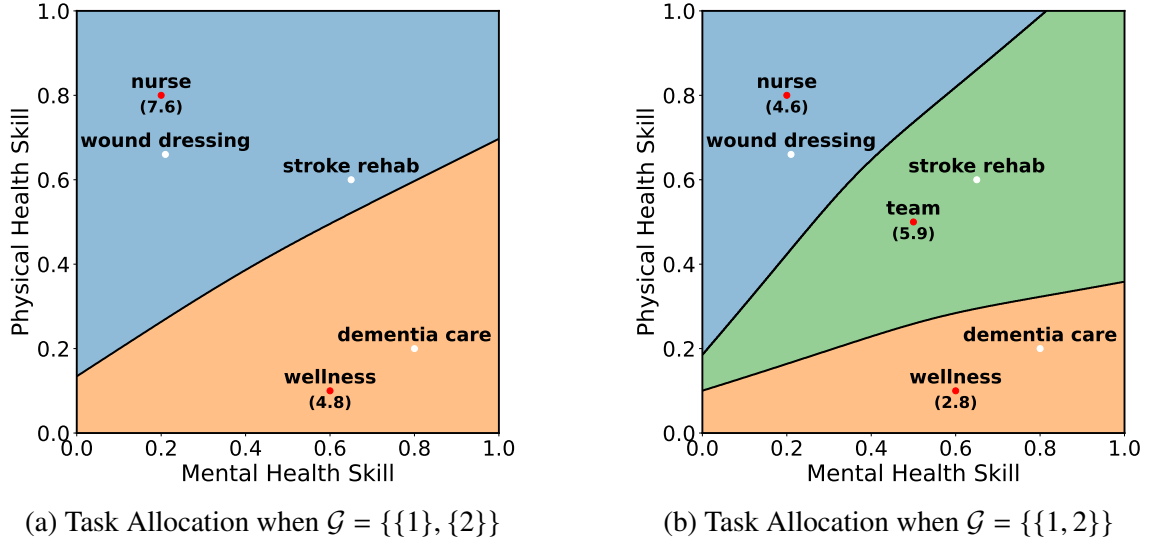 1.0
0.8
0.6
0.4
0.2
0.0
Physical Health Skill
nurse
(7.6)
wound dressing
stroke rehab
dementia care
wellness
(4.8)
0.0 0.2 0.4 0.6 0.8 1.0
Mental Health Skill
(a) Task Allocation when 𝒢 = {{1}, {2}}
1.0
0.8
0.6
0.4
0.2
0.0
Physical Health Skill
nurse
(4.6)
wound dressing
stroke rehab
team
(5.9)
dementia care
wellness
(2.8)
0.0 0.2 0.4 0.6 0.8 1.0
Mental Health Skill
(b) Task Allocation when 𝒢 = {{1, 2}}